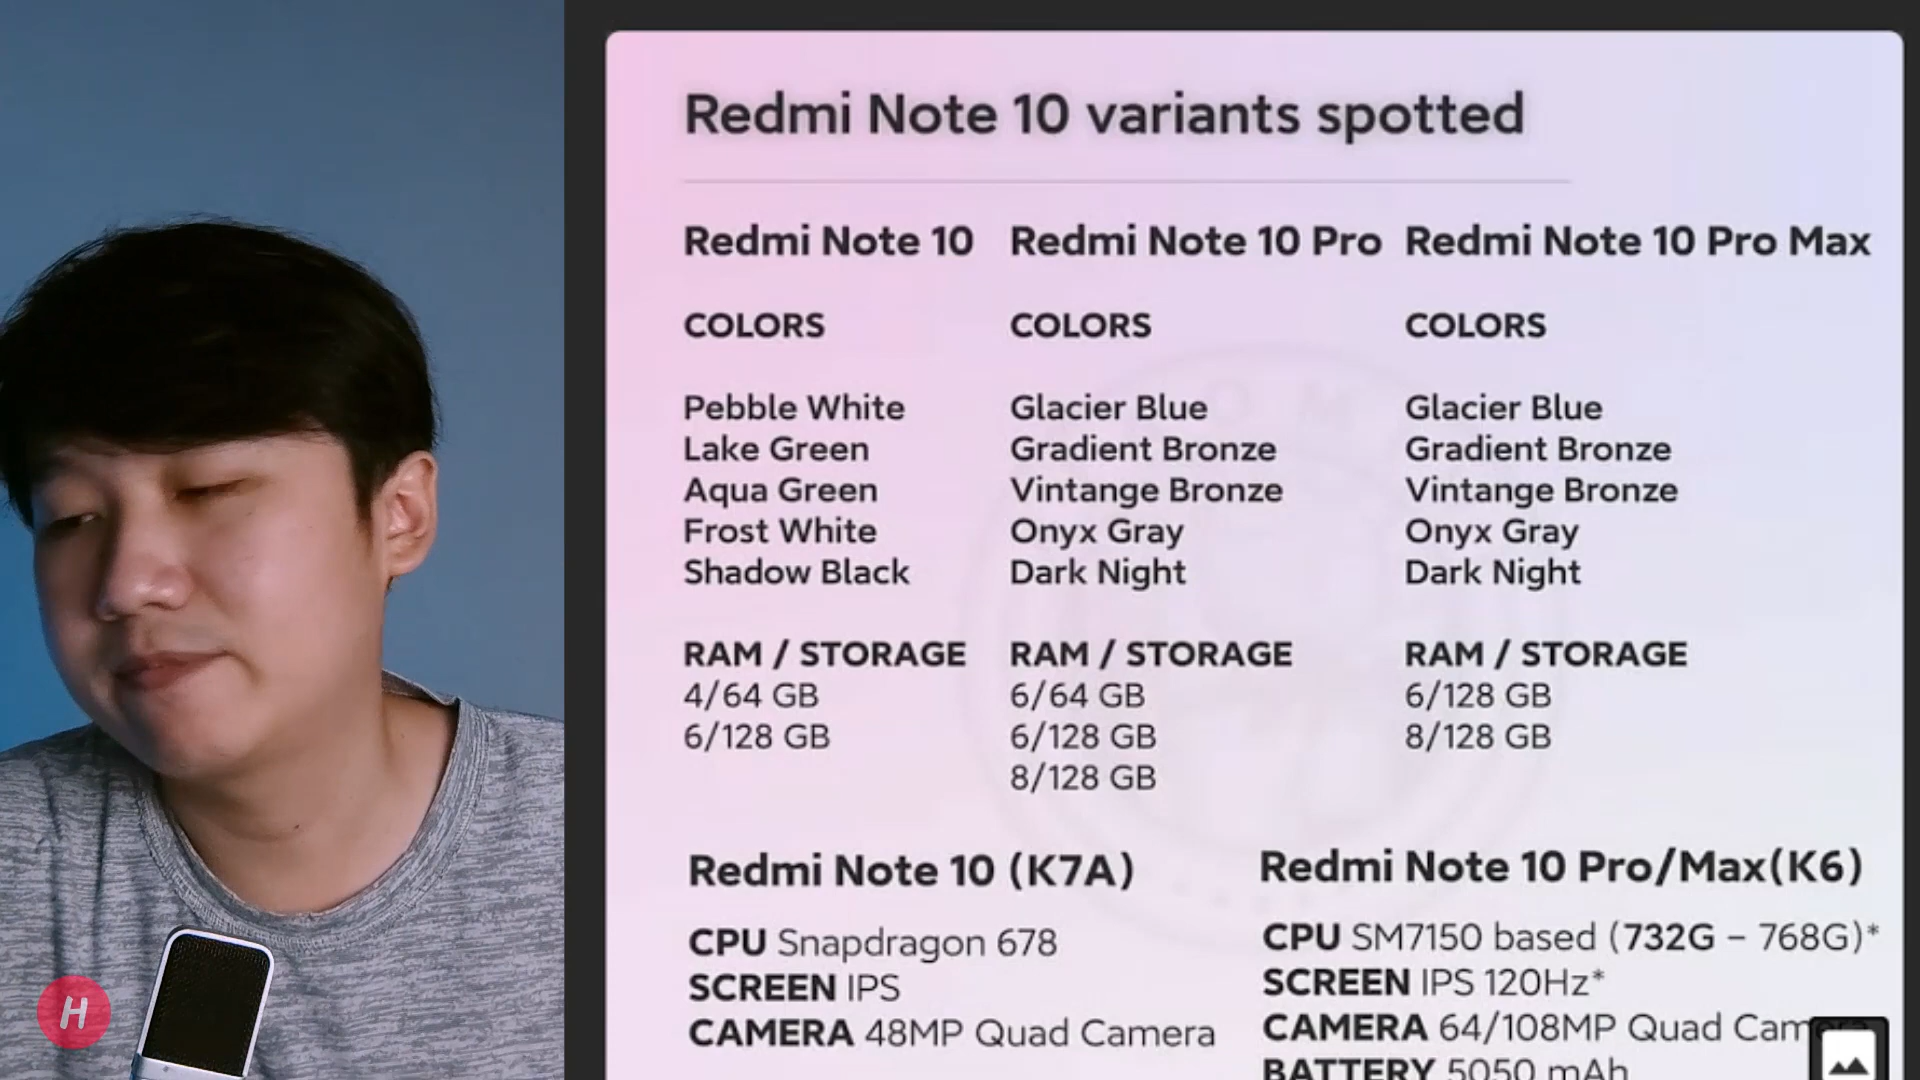 Redmi Note 10 variants spotted
Redmi Note 10
COLORS
Pebble White
Lake Green
Aqua Green
Frost White
Shadow Black
RAM / STORAGE
4/64 GB
6/128 GB
Redmi Note 10 Pro
COLORS
Glacier Blue
Gradient Bronze
Vintange Bronze
Onyx Gray
Dark Night
RAM / STORAGE
6/64 GB
6/128 GB
8/128 GB
Redmi Note 10 Pro Max
COLORS
Glacier Blue
Gradient Bronze
Vintange Bronze
Onyx Gray
Dark Night
RAM / STORAGE
6/128 GB
8/128 GB
Redmi Note 10 (K7A)
CPU Snapdragon 678
SCREEN IPS
CAMERA 48MP Quad Camera
Redmi Note 10 Pro/Max(K6)
CPU SM7150 based (732G – 768G)*
SCREEN IPS 120Hz*
CAMERA 64/108MP Quad Camera
BATTERY 5050 mAh
H